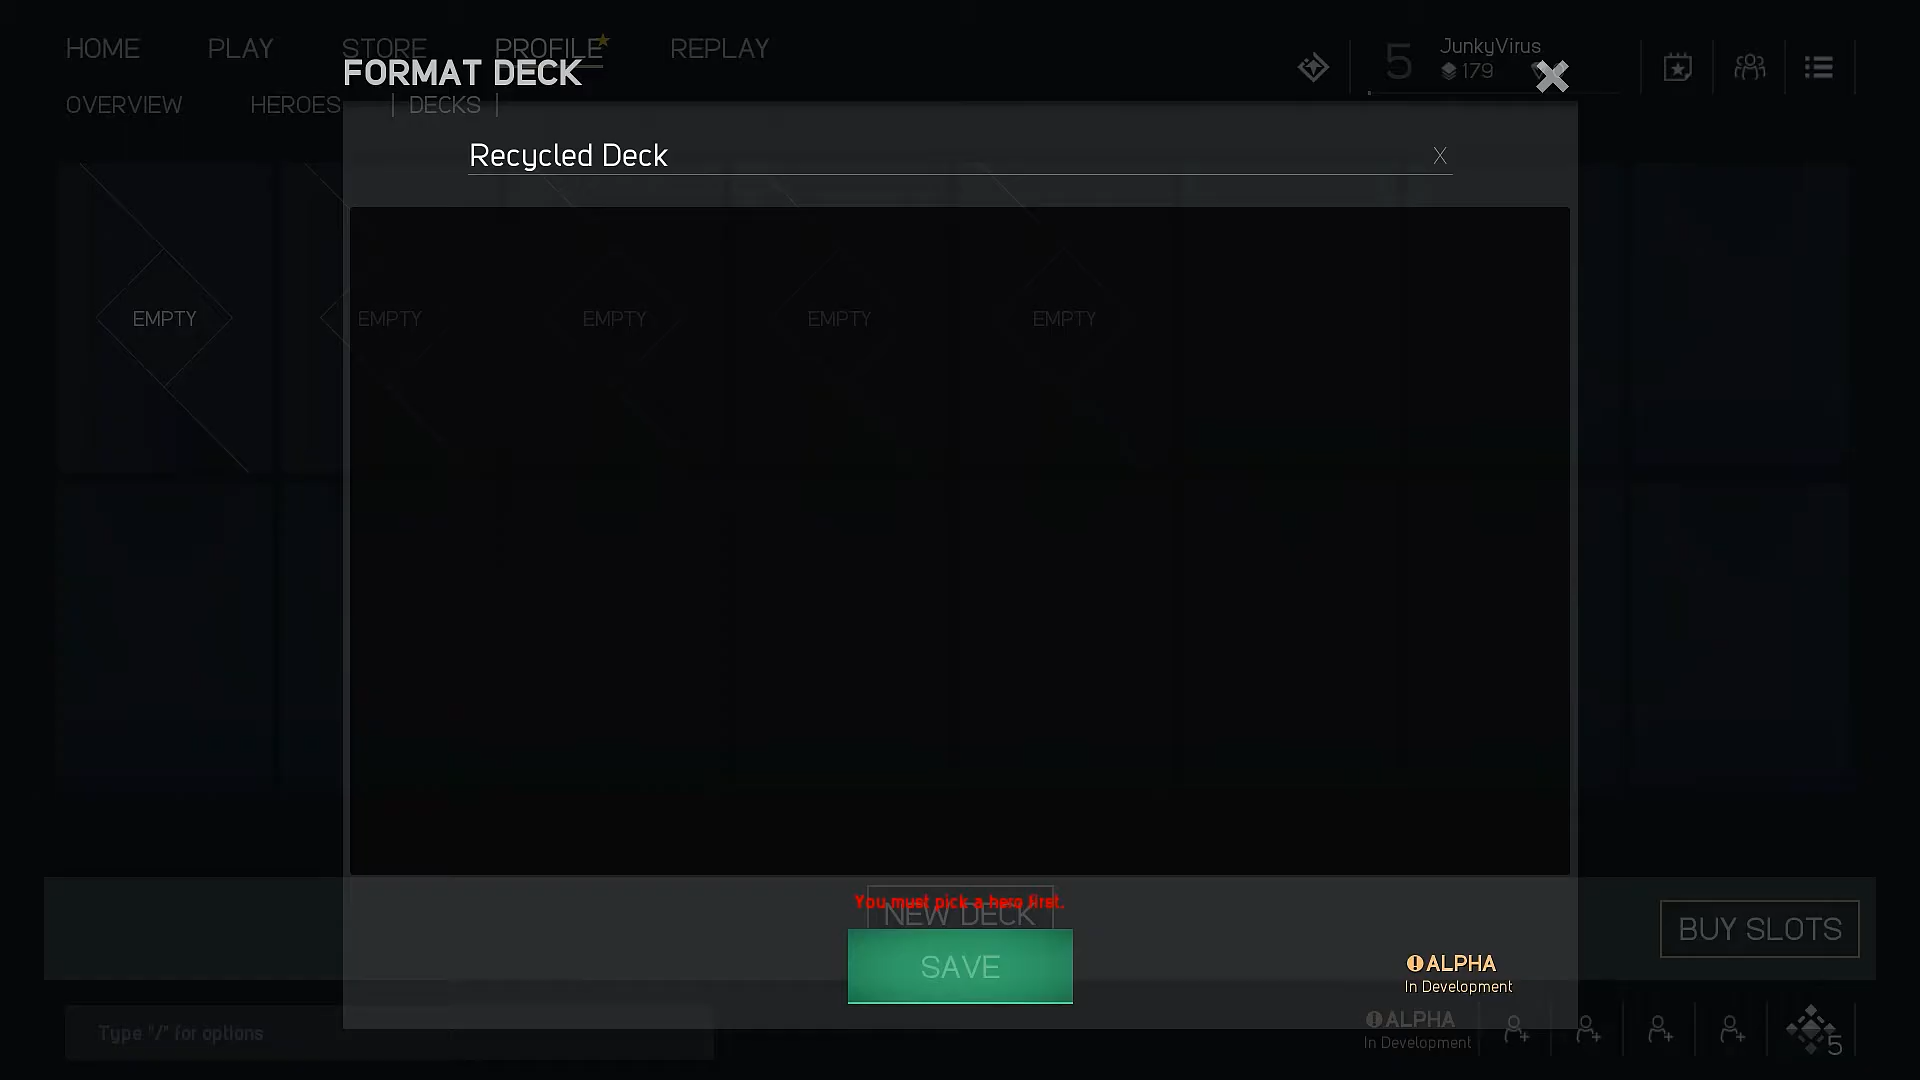 HOME PLAY STORE PROFILE REPLAY
JunkyVirus
5
179
FORMAT DECK
OVERVIEW HEROES DECKS
Recycled Deck X
EMPTY EMPTY EMPTY EMPTY EMPTY
You must pick a hero first.
NEW DECK
BUY SLOTS
SAVE
ALPHA
In Development
Type "/" for options
ALPHA
In Development
5